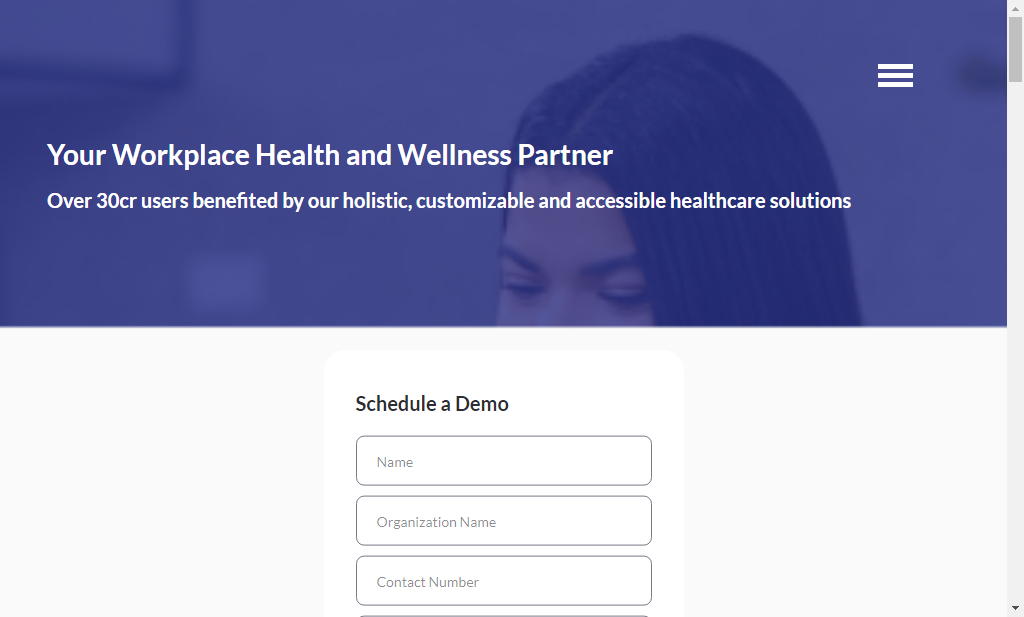 Your Workplace Health and Wellness Partner
Over 30cr users benefited by our holistic, customizable and accessible healthcare solutions
Schedule a Demo
Name
Organization Name
Contact Number